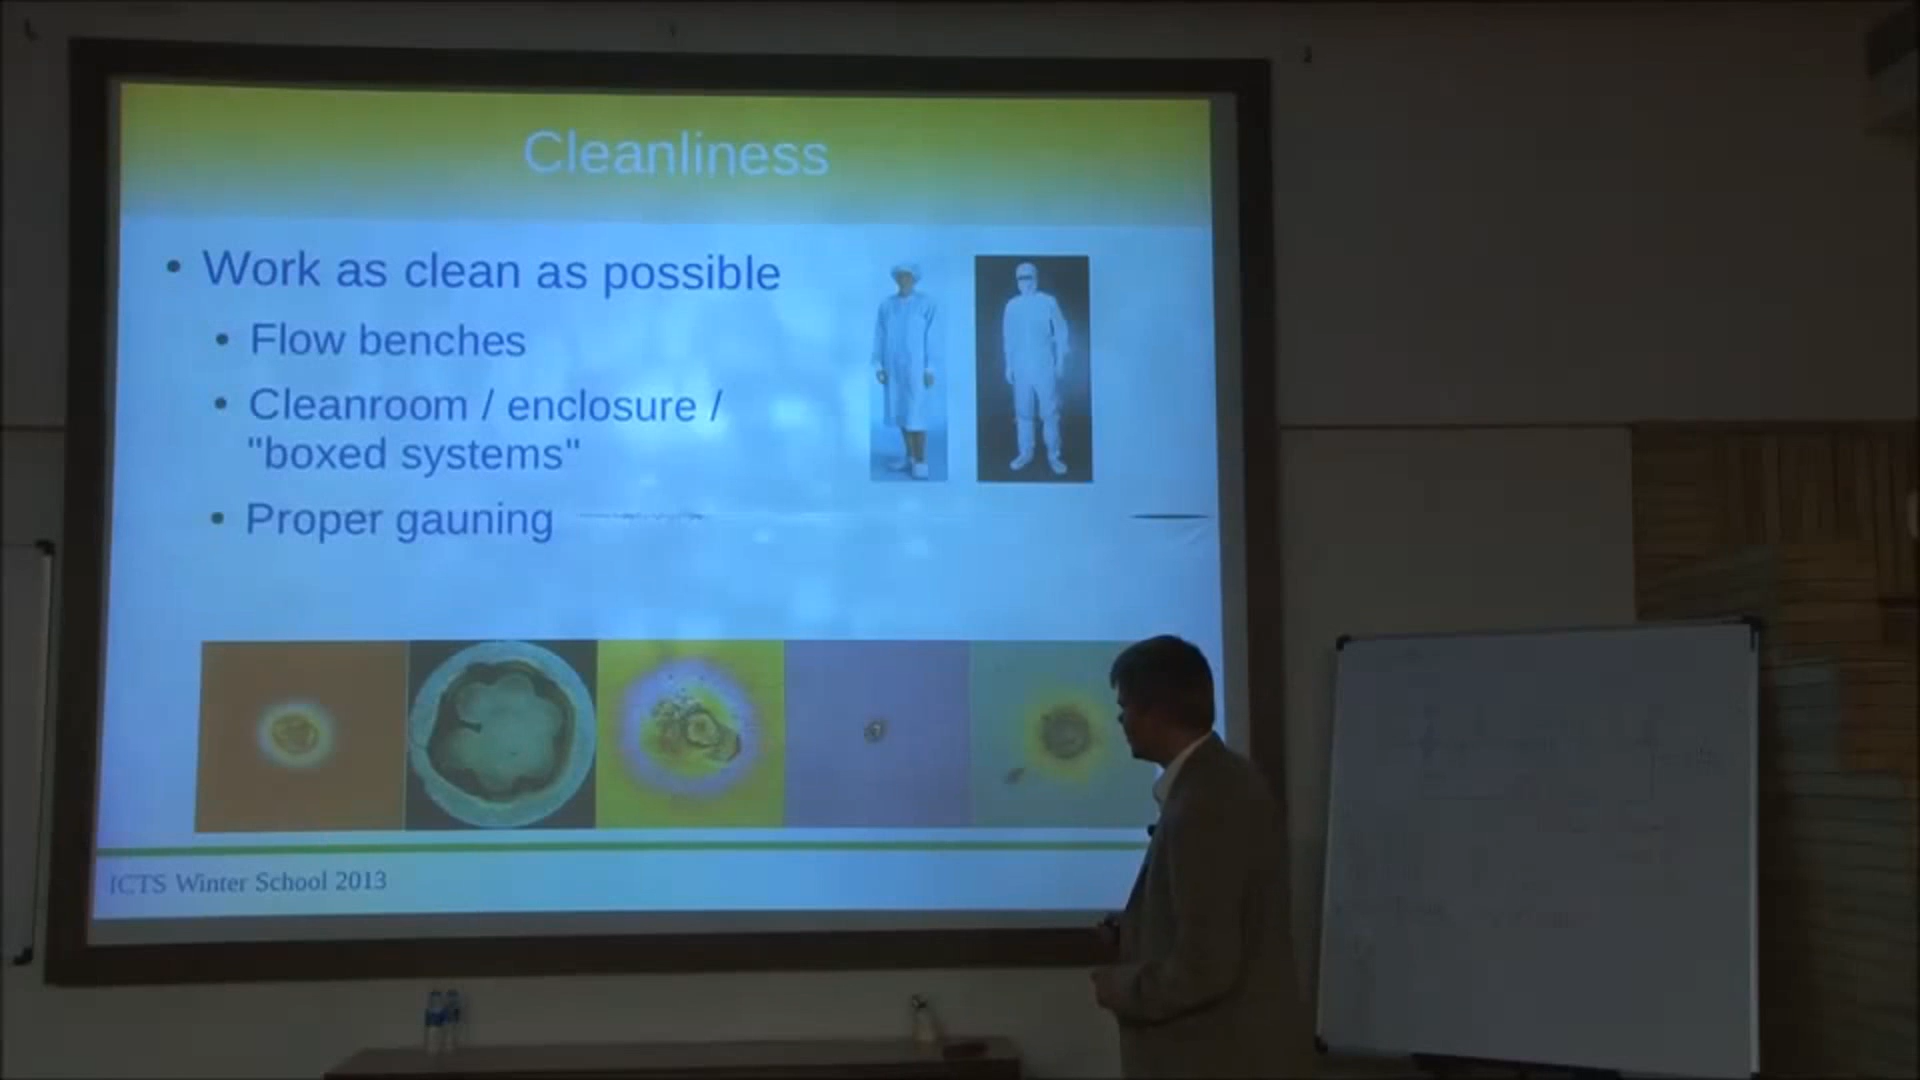 Cleanliness
• Work as clean as possible
• Flow benches
• Cleanroom / enclosure /
"boxed systems"
• Proper gauning
ICTS Winter School 2013